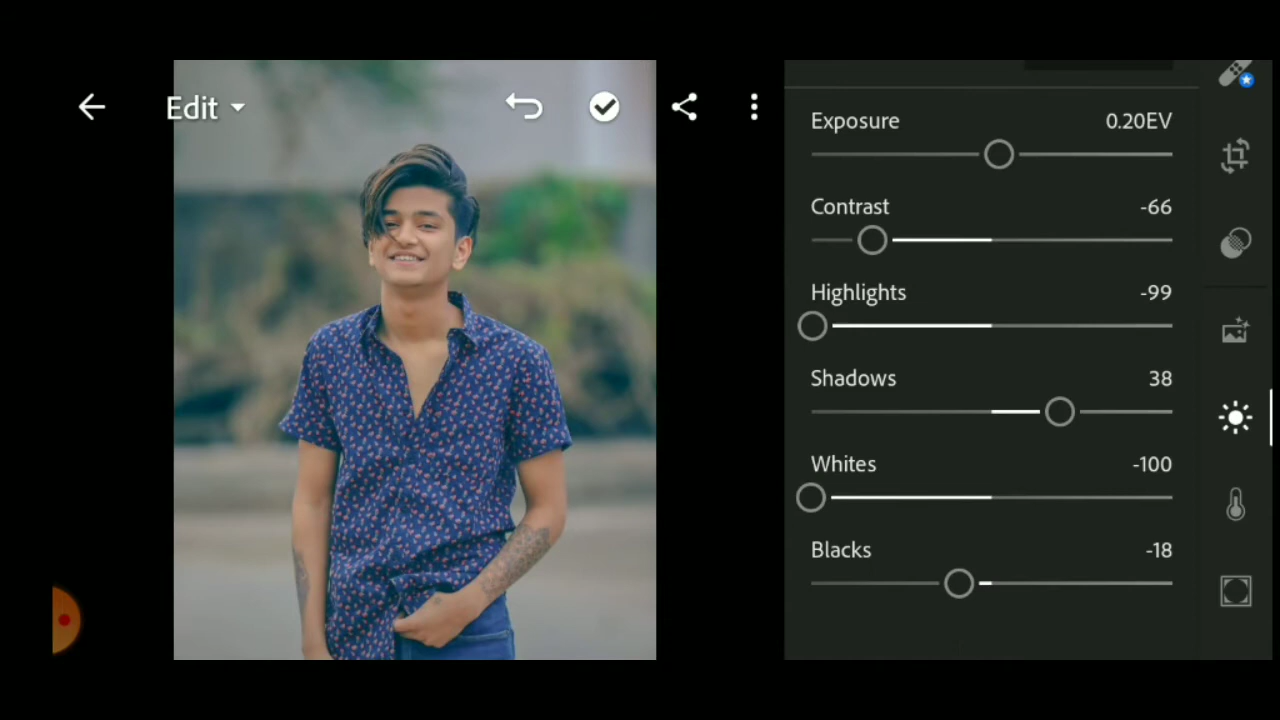 Edit
Exposure 0.20EV
Contrast -66
Highlights -99
Shadows 38
Whites -100
Blacks -18